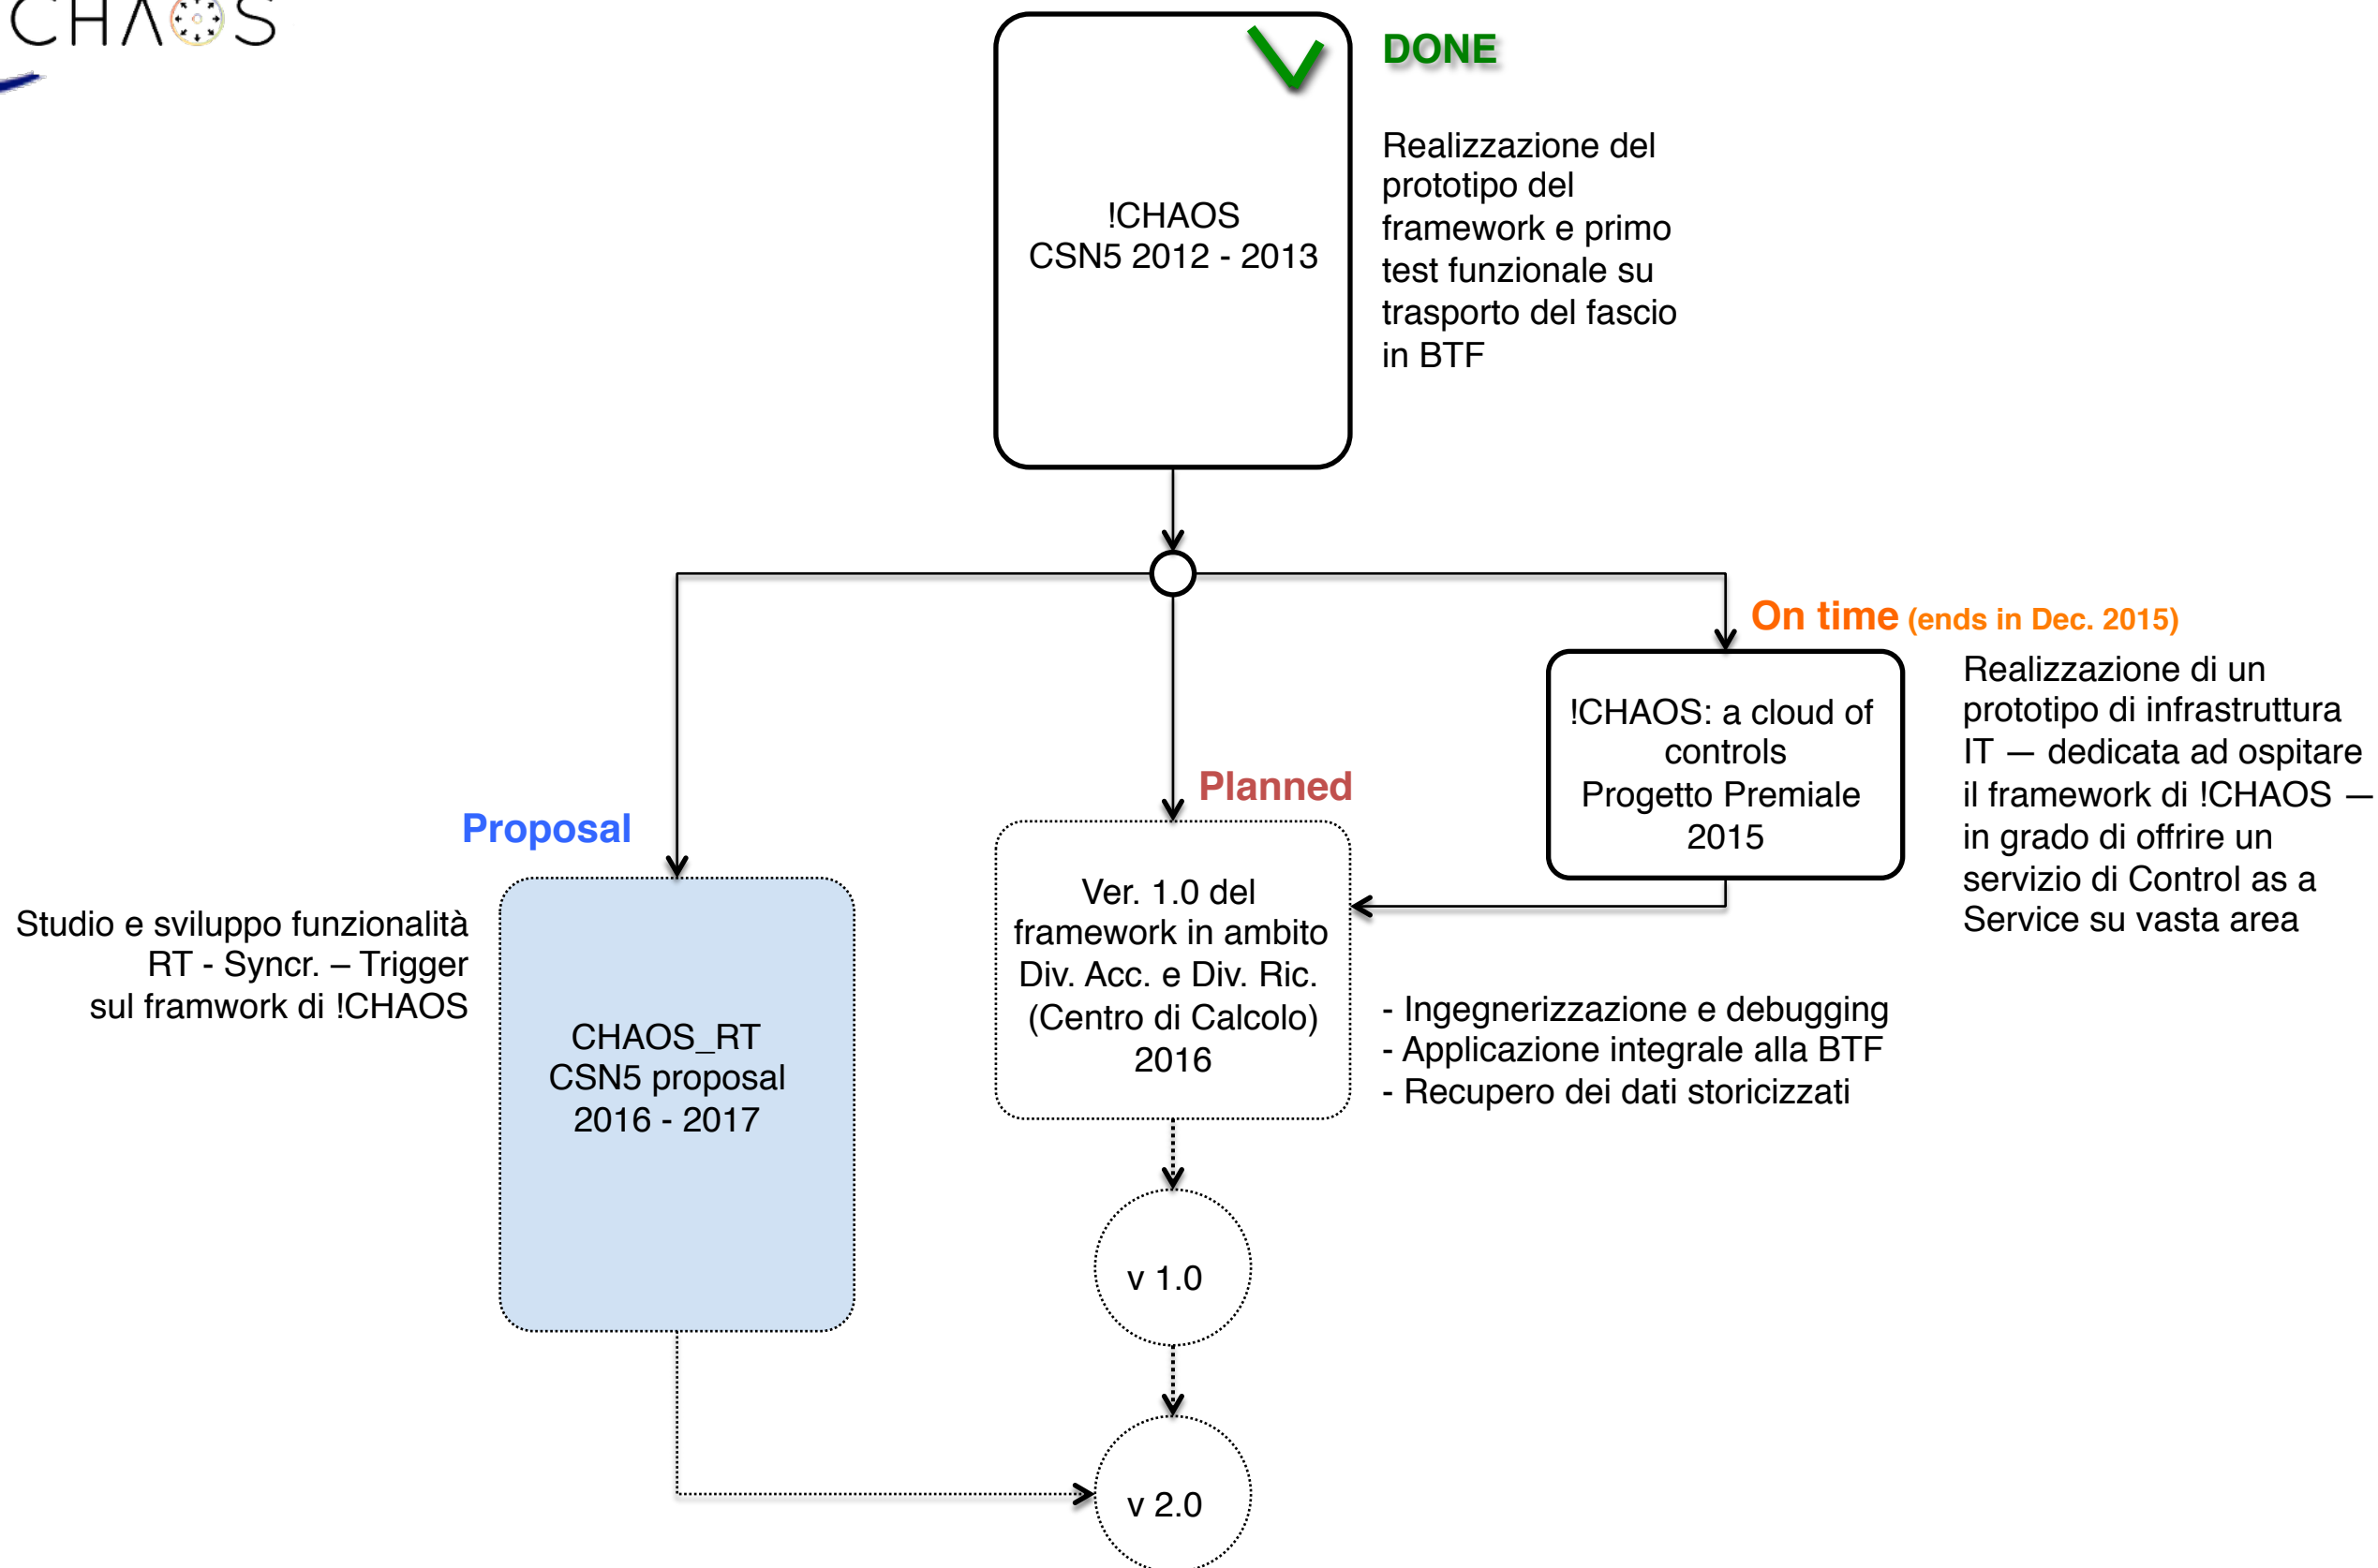 CHAOS
DONE
Realizzazione del
prototipo del
framework e primo
test funzionale su
trasporto del fascio
in BTF
!CHAOS
CSN5 2012 - 2013
On time (ends in Dec. 2015)
!CHAOS: a cloud of
controls
Progetto Premiale
2015
Realizzazione di un
prototipo di infrastruttura
IT — dedicata ad ospitare
il framework di !CHAOS —
in grado di offrire un
servizio di Control as a
Service su vasta area
Planned
Ver. 1.0 del
framework in ambito
Div. Acc. e Div. Ric.
(Centro di Calcolo)
2016
- Ingegnerizzazione e debugging
- Applicazione integrale alla BTF
- Recupero dei dati storicizzati
Proposal
Studio e sviluppo funzionalità
RT - Syncr. – Trigger
sul framwork di !CHAOS
CHAOS_RT
CSN5 proposal
2016 - 2017
v 1.0
v 2.0